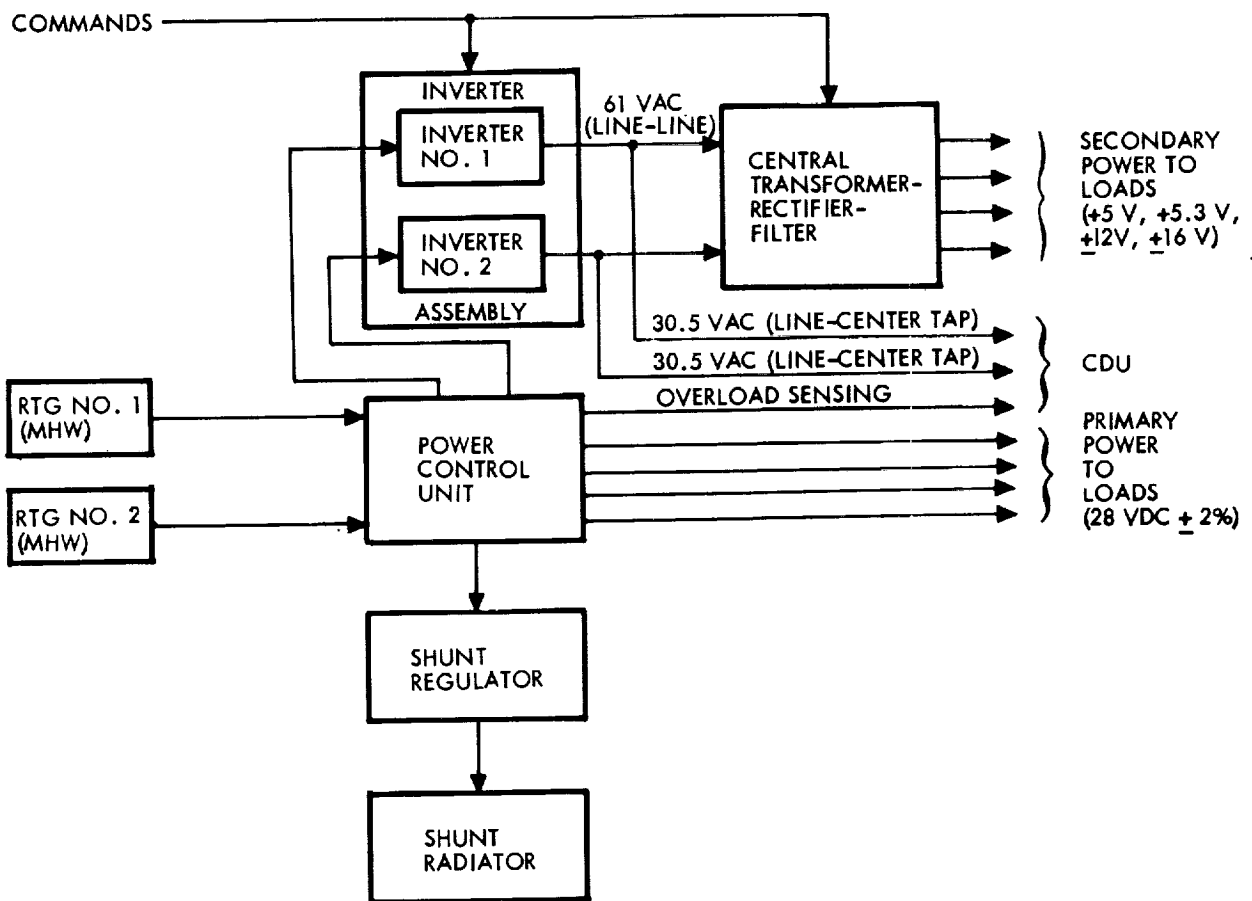 COMMANDS
INVERTER
INVERTER
NO. 1
INVERTER
NO. 2
ASSEMBLY
61 VAC
(LINE-LINE)
CENTRAL
TRANSFORMER-
RECTIFIER-
FILTER
SECONDARY
POWER TO
LOADS
(+5 V, +5.3 V,
±12V, ±16 V)
30.5 VAC (LINE-CENTER TAP)
30.5 VAC (LINE-CENTER TAP)
OVERLOAD SENSING
CDU
RTG NO. 1
(MHW)
RTG NO. 2
(MHW)
POWER
CONTROL
UNIT
PRIMARY
POWER
TO
LOADS
(28 VDC ± 2%)
SHUNT
REGULATOR
SHUNT
RADIATOR